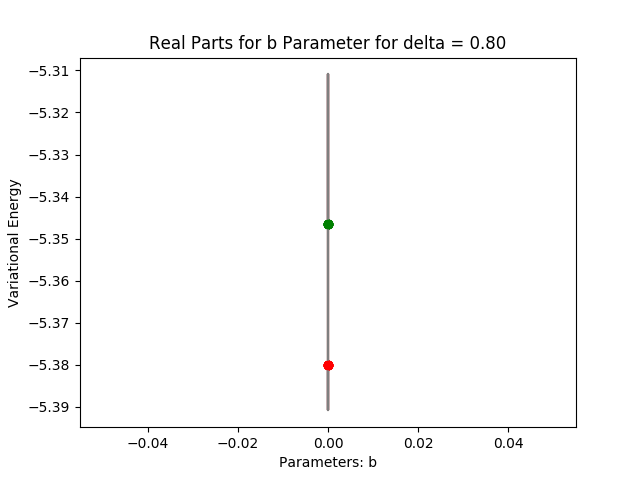 Real Parts for b Parameter for delta = 0.80
Variational Energy
−5.31
−5.32
−5.33
−5.34
−5.35
−5.36
−5.37
−5.38
−5.39
−0.04 −0.02 0.00 0.02 0.04
Parameters: b